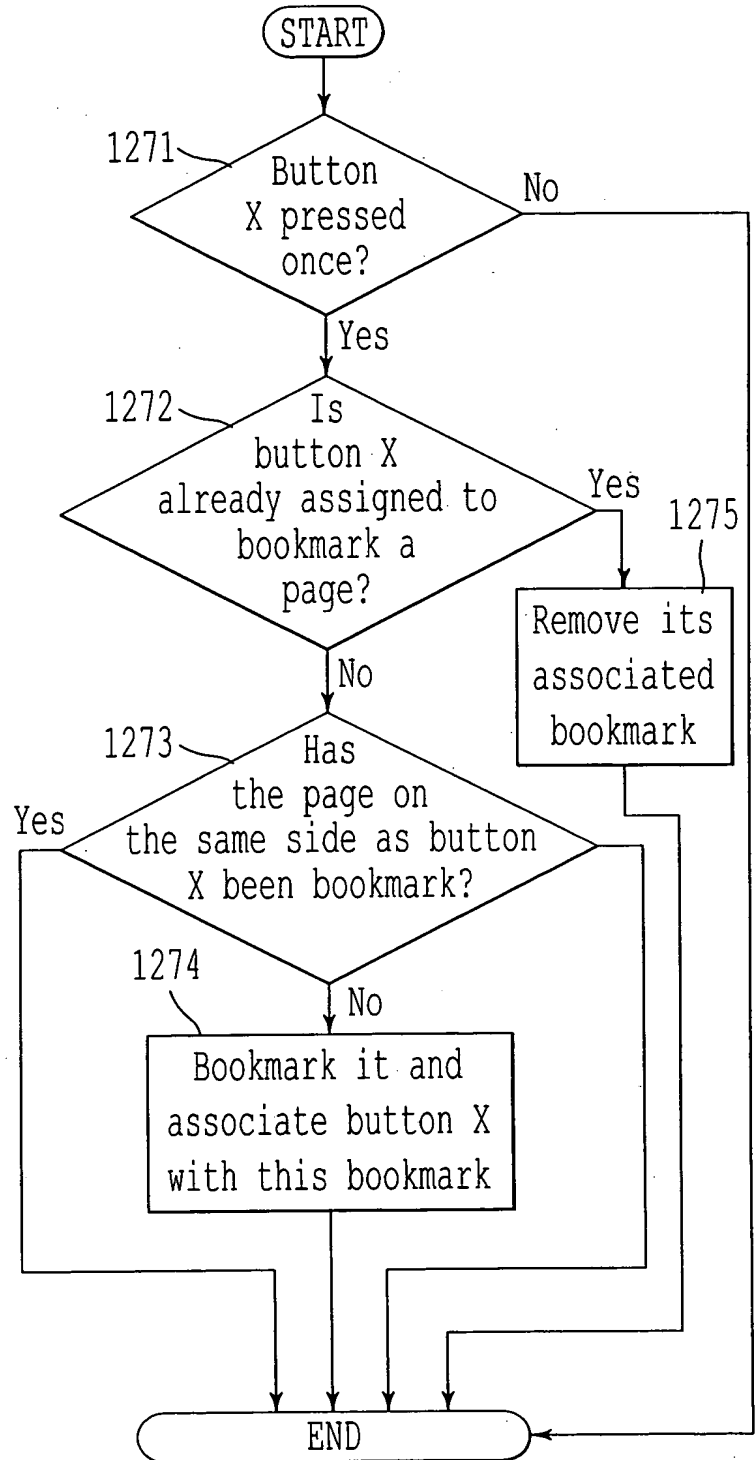 START
1271
Button
X pressed
once?
No
Yes
1272
Is
button X
already assigned to
bookmark a
page?
Yes
1275
Remove its
associated
bookmark
No
1273
Has
the page on
the same side as button
X been bookmark?
Yes
1274
No
Bookmark it and
associate button X
with this bookmark
END